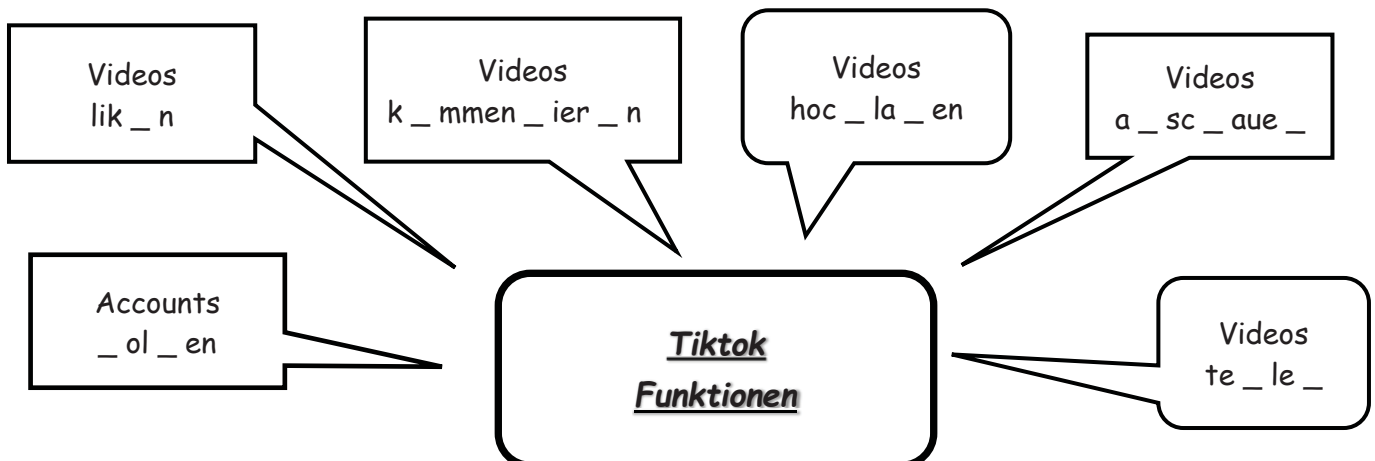 Videos
lik _ n
Videos
k _ mmen _ ier _ n
Videos
hoc _ la _ en
Videos
a _ sc _ aue _
Accounts
_ ol _ en
Tiktok
Funktionen
Videos
te _ le _